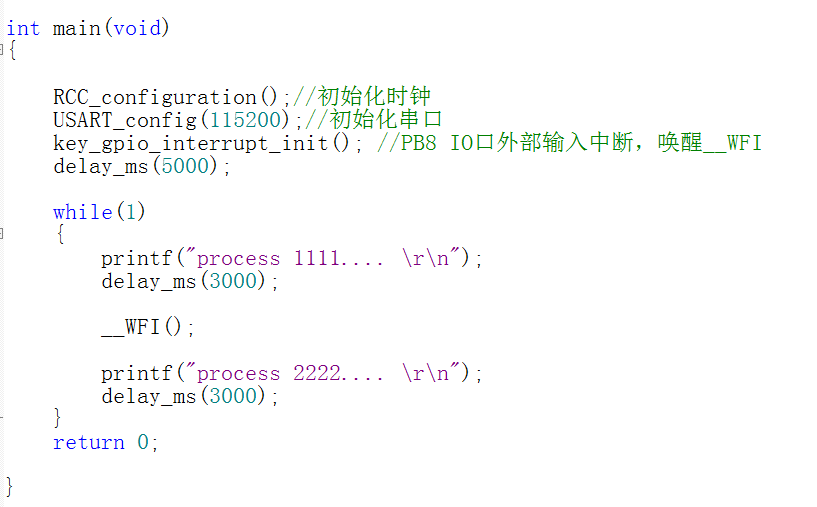 int main(void)
{
RCC_configuration();//初始化时钟
USART_config(115200);//初始化串口
key_gpio_interrupt_init(); //PB8 IO口外部输入中断，唤醒__WFI
delay_ms(5000);
while(1)
{
printf("process 1111.... \r\n");
delay_ms(3000);
__WFI();
printf("process 2222.... \r\n");
delay_ms(3000);
}
return 0;
}